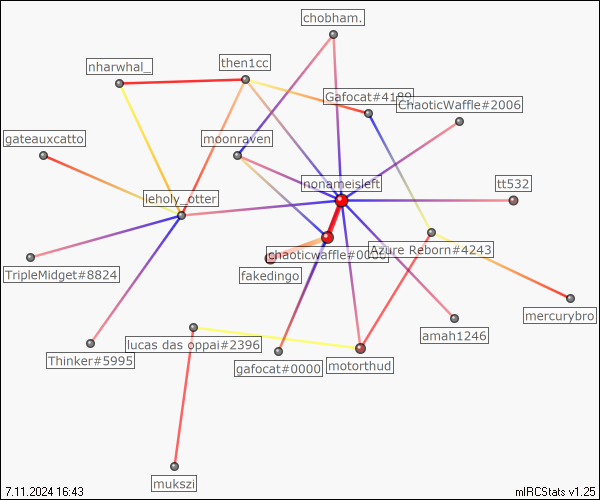 chobham.
then1cc
nharwhal_
Gafocat#4189
ChaoticWaffle#2006
gateauxcatto
moonraven
nonameisleft
tt532
leholy_otter
chaoticwaffle#0000
Azure Reborn#4243
TripleMidget#8824
fakedingo
mercurybro
amah1246
lucas das oppai#2396
Thinker#5995
gafocat#0000
motorthud
mukszi
7.11.2024 16:43
mIRCStats v1.25